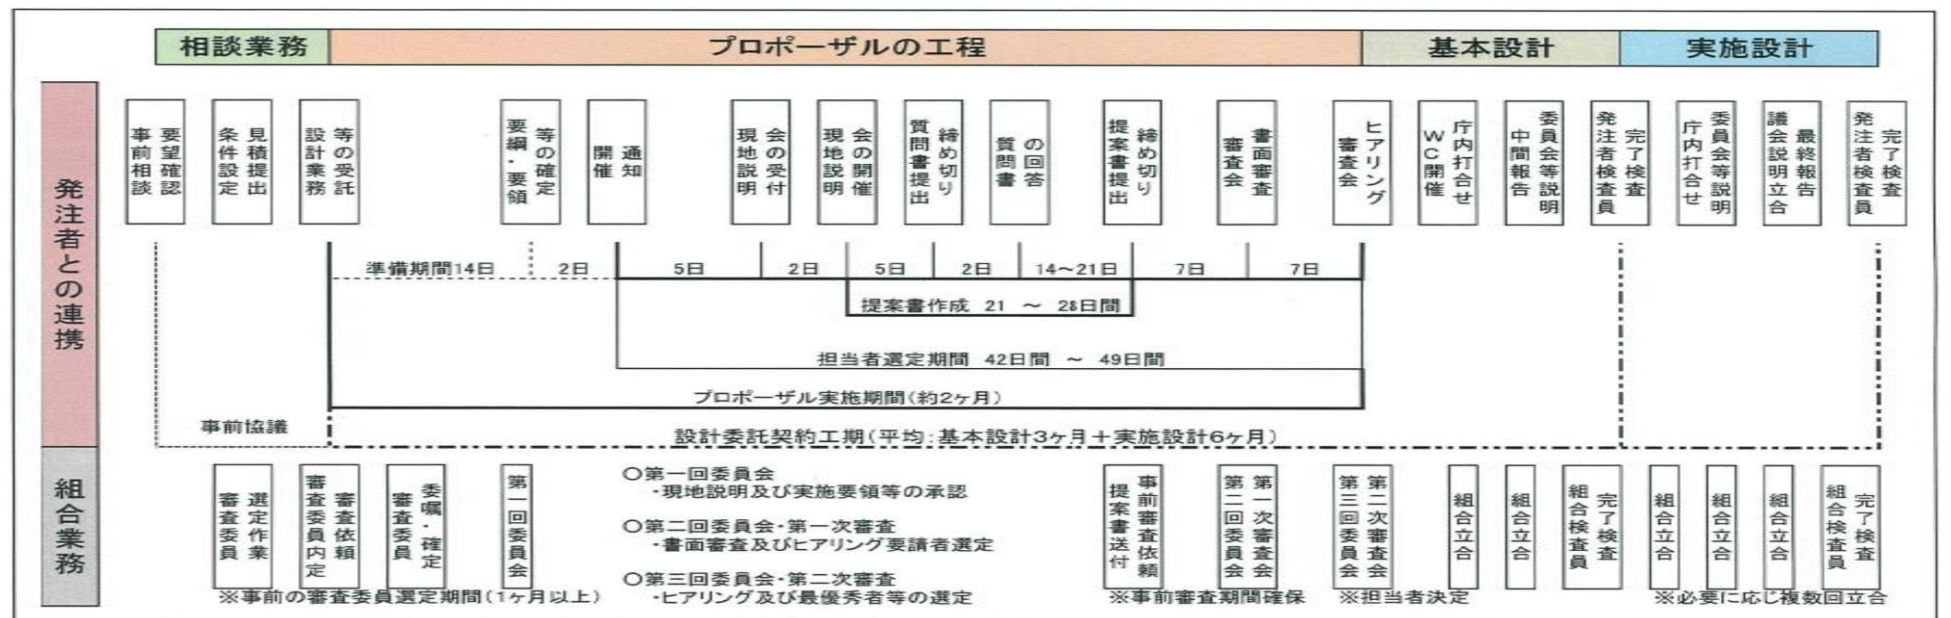 相談業務
プロポーザルの工程
基本設計
実施設計
発注者との連携
事前相談
要望確認
条件設定
見積提出
設計業務
等の受託
要綱・要領
等の確定
開催
通知
現地説明
会の受付
現地説明
会の開催
質問書提出
締め切り
質問書
の回答
提案書提出
締め切り
審査会
書面審査
審査会
ヒアリング
WC開催
庁内打合せ
中間報告
委員会等説明
発注者検査員
完了検査
庁内打合せ
委員会等説明
議会説明立合
最終報告
発注者検査員
完了検査
準備期間14日
2日
5日
2日
5日
2日
14～21日
7日
7日
提案書作成 21 ～ 28日間
担当者選定期間 42日間 ～ 49日間
プロポーザル実施期間(約2ヶ月)
事前協議
設計委託契約工期(平均:基本設計3ヶ月+実施設計6ヶ月)
組合業務
審査委員
選定作業
審査委員内定
審査依頼
審査委員
委嘱・確定
第一回委員会
○第一回委員会
・現地説明及び実施要領等の承認
○第二回委員会・第一次審査
・書面審査及びヒアリング要請者選定
○第三回委員会・第二次審査
・ヒアリング及び最優秀者等の選定
提案書送付
事前審査依頼
第二回委員会
第一次審査会
第三回委員会
第二次審査会
組合立合
組合立合
組合検査員
完了検査
組合立合
組合立合
組合立合
組合検査員
完了検査
※事前の審査委員選定期間(1ヶ月以上)
※事前審査期間確保
※担当者決定
※必要に応じ複数回立合